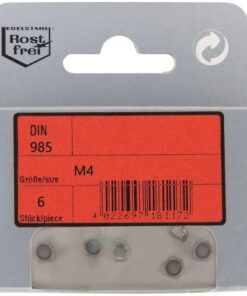 EDELSTAHL
Rost
frei
DIN
985
M4
Größe/size
6
Stück/piece
4 022697 181172